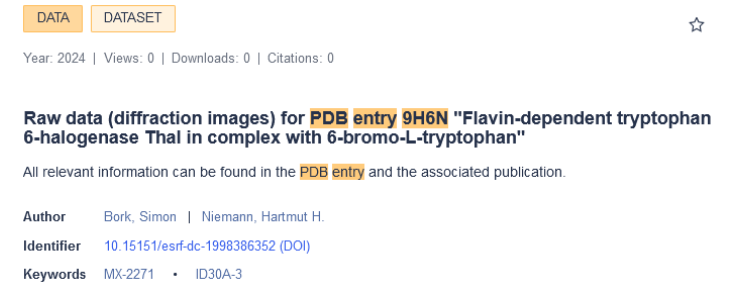 DATA DATASET
Year: 2024 | Views: 0 | Downloads: 0 | Citations: 0
Raw data (diffraction images) for PDB entry 9H6N "Flavin-dependent tryptophan
6-halogenase Thal in complex with 6-bromo-L-tryptophan"
All relevant information can be found in the PDB entry and the associated publication.
Author Bork, Simon | Niemann, Hartmut H.
Identifier 10.15151/esrf-dc-1998386352 (DOI)
Keywords MX-2271 • ID30A-3